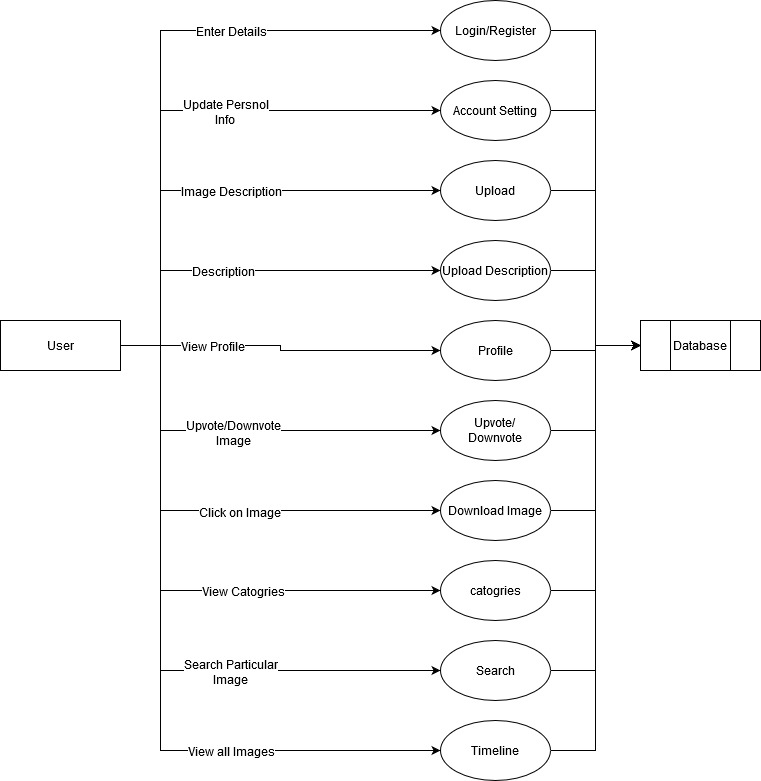 Enter Details
Login/Register
Update Persnol
Info
Account Setting
Image Description
Upload
Description
Upload Description
User
View Profile
Profile
Database
Upvote/Downvote
Image
Upvote/
Downvote
Click on Image
Download Image
View Catogries
catogries
Search Particular
Image
Search
View all Images
Timeline